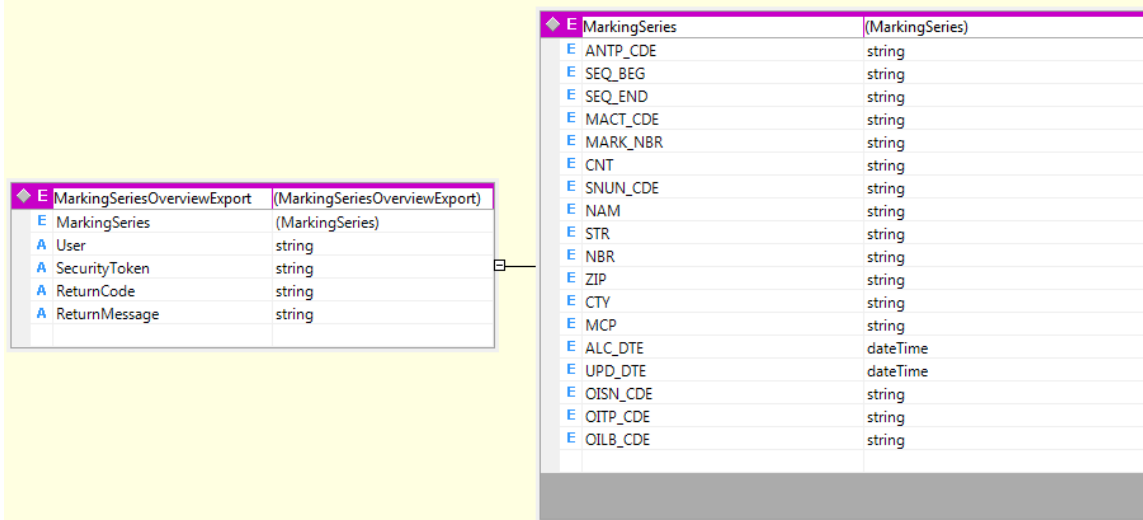 E MarkingSeriesOverviewExport (MarkingSeriesOverviewExport)
E MarkingSeries (MarkingSeries)
A User string
A SecurityToken string
A ReturnCode string
A ReturnMessage string
E MarkingSeries (MarkingSeries)
E ANTP_CDE string
E SEQ_BEG string
E SEQ_END string
E MACT_CDE string
E MARK_NBR string
E CNT string
E SNUN_CDE string
E NAM string
E STR string
E NBR string
E ZIP string
E CTY string
E MCP string
E ALC_DTE dateTime
E UPD_DTE dateTime
E OISN_CDE string
E OITP_CDE string
E OILB_CDE string